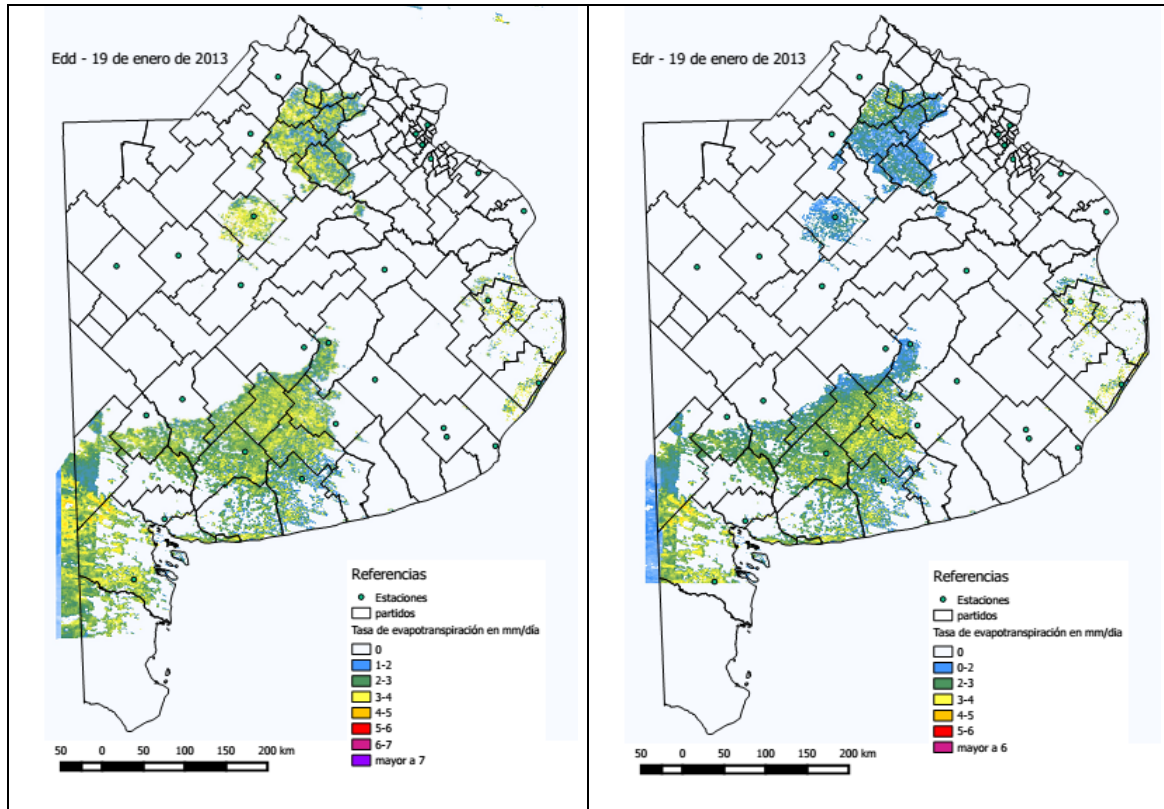 Edd - 19 de enero de 2013
Referencias
Estaciones
partidos
Tasa de evapotranspiración en mm/día
0
1-2
2-3
3-4
4-5
5-6
6-7
mayor a 7
50 0 50 100 150 200 km
Edr - 19 de enero de 2013
Referencias
Estaciones
partidos
Tasa de evapotranspiración en mm/dia
0
0-2
2-3
3-4
4-5
5-6
mayor a 6
50 0 50 100 150 200 km